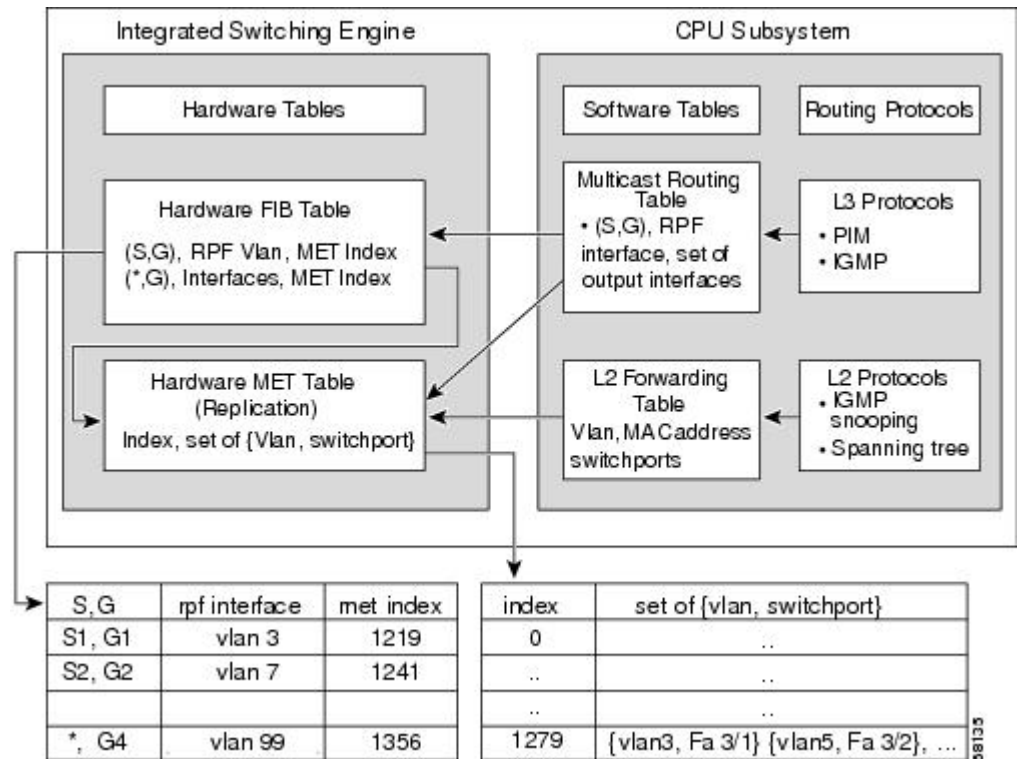 Integrated Switching Engine
CPU Subsystem
Hardware Tables
Software Tables
Routing Protocols
Hardware FIB Table
(S,G), RPF Vlan, MET Index
(*,G), Interfaces, MET Index
Multicast Routing
Table
• (S,G), RPF
interface, set of
output interfaces
L3 Protocols
• PIM
• IGMP
Hardware MET Table
(Replication)
Index, set of {Vlan, switchport}
L2 Forwarding
Table
Vlan, MAC address
switchports
L2 Protocols
• IGMP
snooping
• Spanning tree
S,G rpf interface met index
S1, G1 vlan 3 1219
S2, G2 vlan 7 1241
*, G4 vlan 99 1356
index set of {vlan, switchport}
0 ..
.. ..
.. ..
1279 {vlan3, Fa 3/1} {vlan5, Fa 3/2}, ...
68135